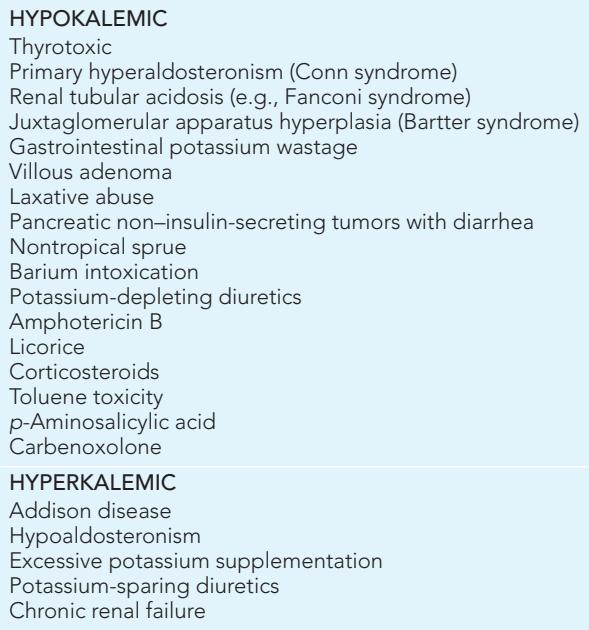 HYPOKALEMIC
Thyrotoxic
Primary hyperaldosteronism (Conn syndrome)
Renal tubular acidosis (e.g., Fanconi syndrome)
Juxtaglomerular apparatus hyperplasia (Bartter syndrome)
Gastrointestinal potassium wastage
Villous adenoma
Laxative abuse
Pancreatic non–insulin-secreting tumors with diarrhea
Nontropical sprue
Barium intoxication
Potassium-depleting diuretics
Amphotericin B
Licorice
Corticosteroids
Toluene toxicity
p-Aminosalicylic acid
Carbenoxolone
HYPERKALEMIC
Addison disease
Hypoaldosteronism
Excessive potassium supplementation
Potassium-sparing diuretics
Chronic renal failure